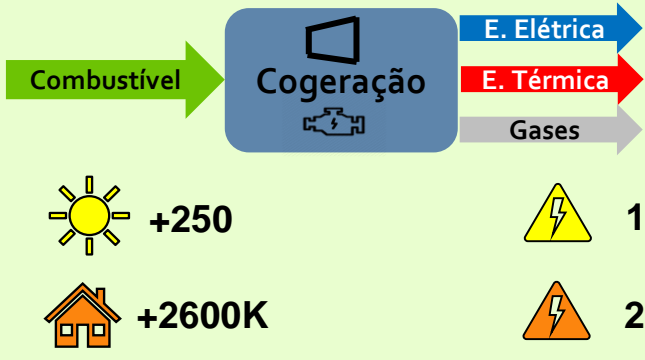 E. Elétrica
Combustível
Cogeração
E. Térmica
Gases
+250
1
+2600K
2